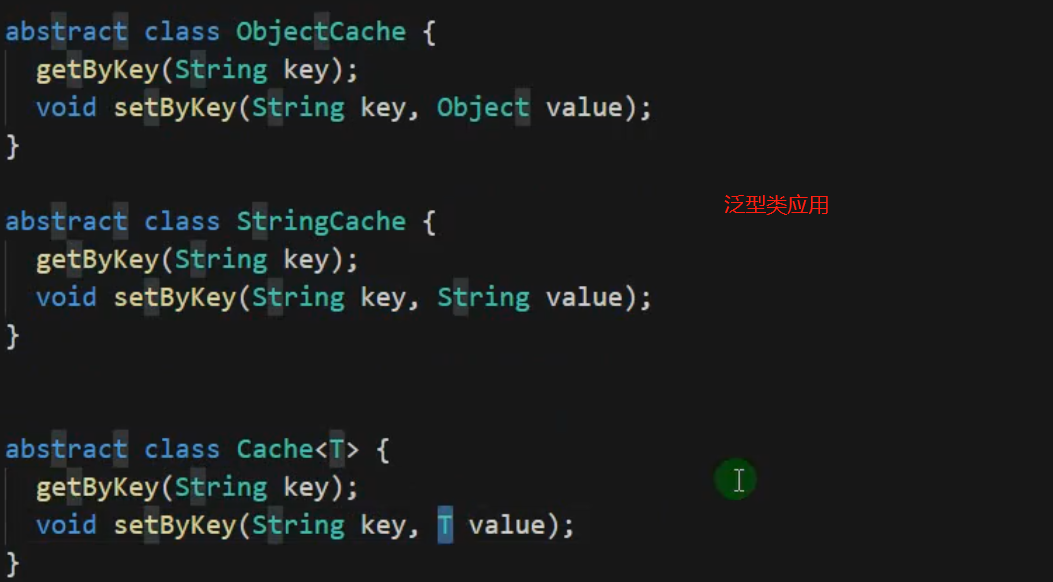 abstract class ObjectCache {
  getByKey(String key);
  void setByKey(String key, Object value);
}
泛型类应用
abstract class StringCache {
  getByKey(String key);
  void setByKey(String key, String value);
}
abstract class Cache<T> {
  getByKey(String key);
  void setByKey(String key, T value);
}